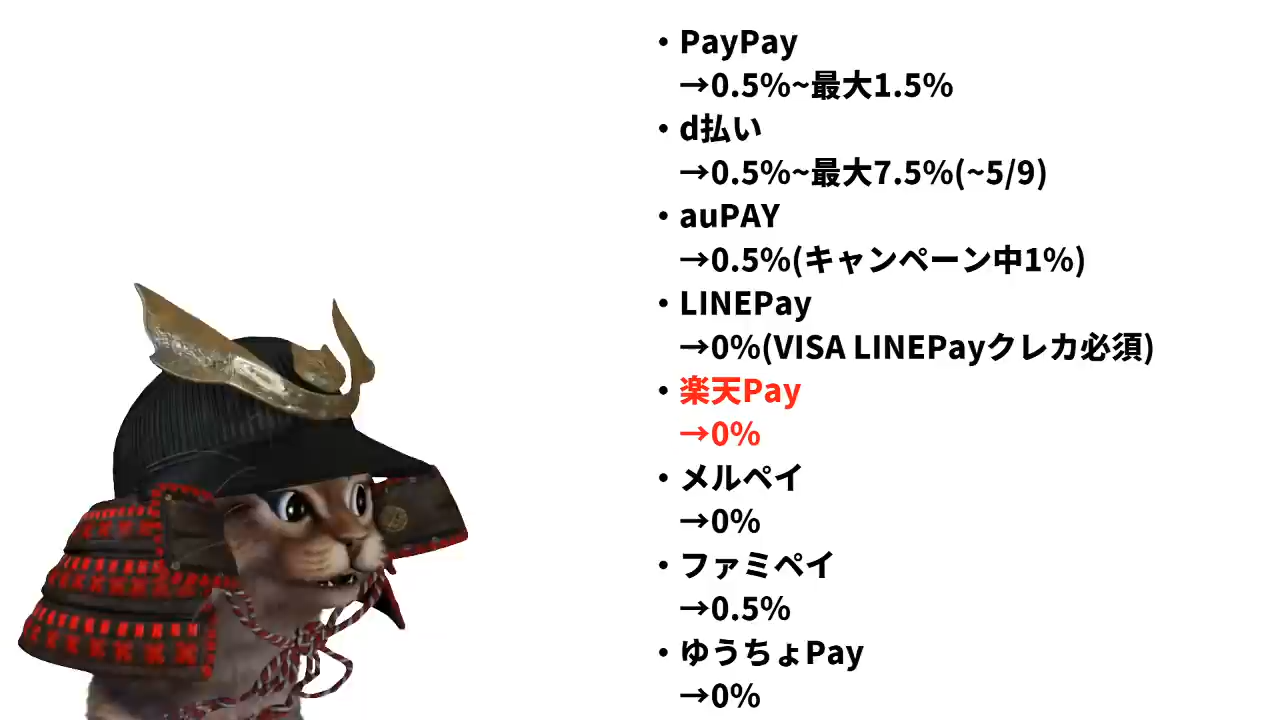 ・PayPay
→0.5%~最大1.5%
・d払い
→0.5%~最大7.5%(~5/9)
・auPAY
→0.5%(キャンペーン中1%)
・LINEPay
→0%(VISA LINEPayクレカ必須)
・楽天Pay
→0%
・メルペイ
→0%
・ファミペイ
→0.5%
・ゆうちょPay
→0%